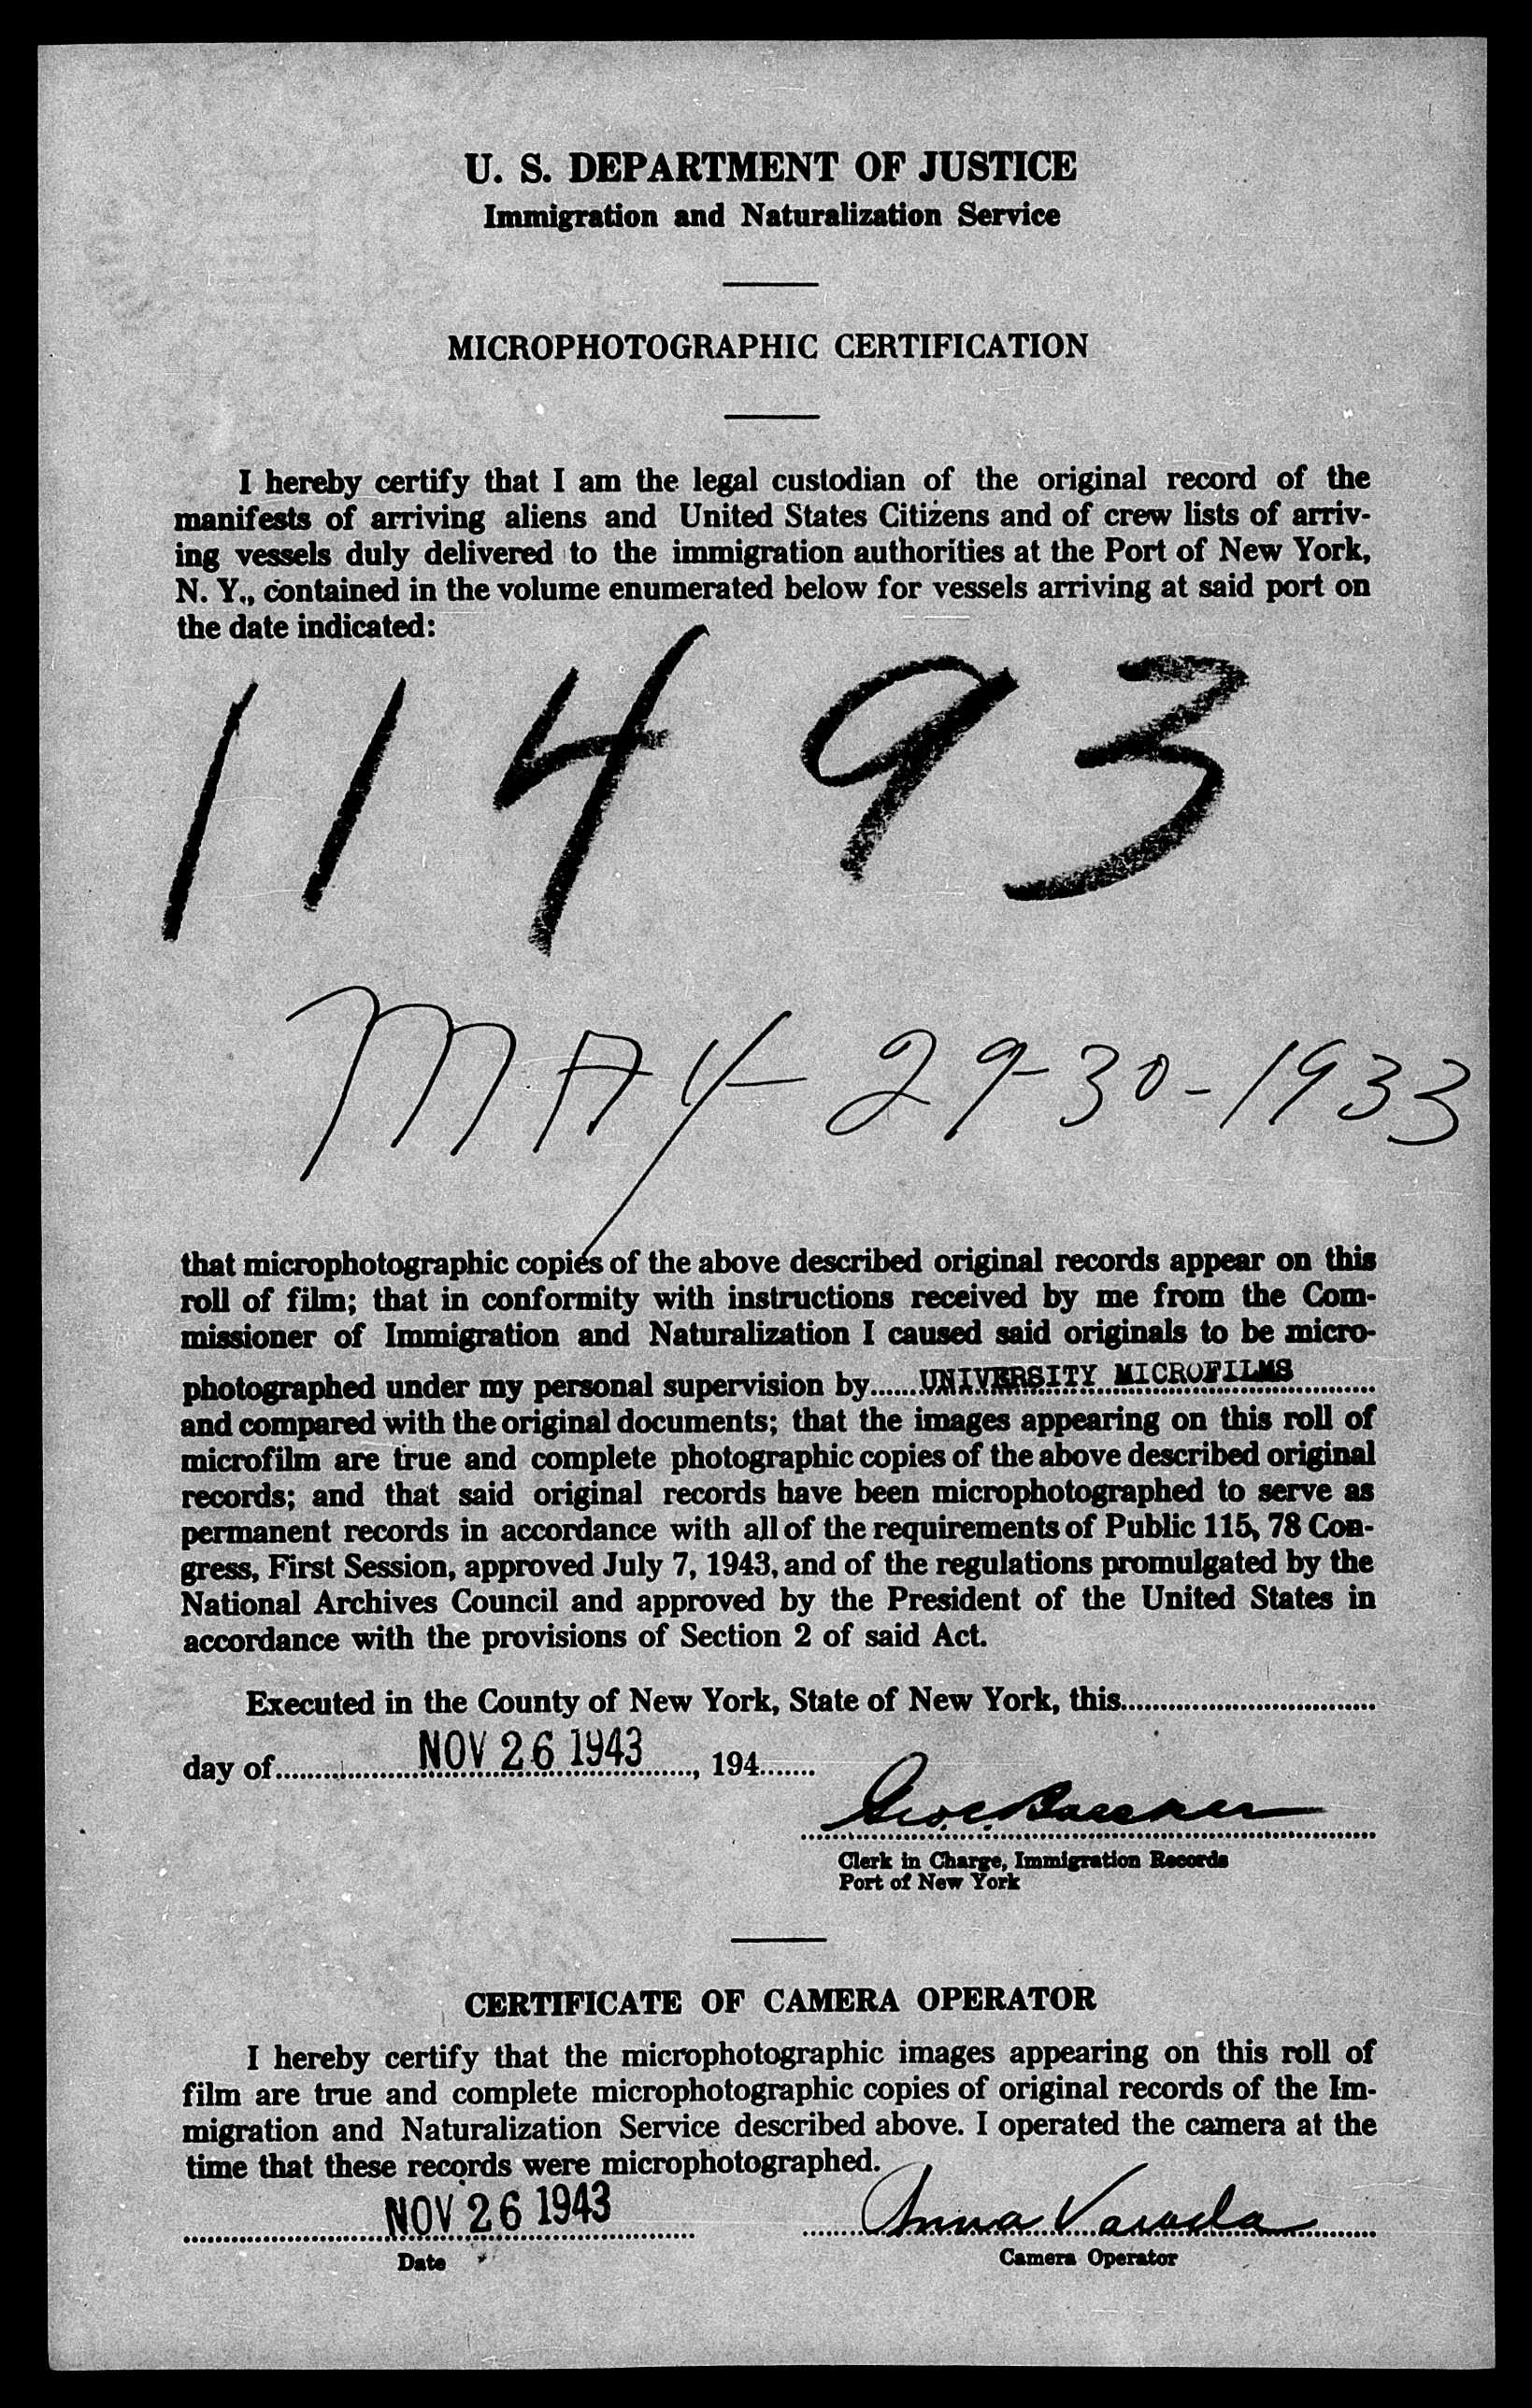 U. S. DEPARTMENT OF JUSTICE
Immigration and Naturalization Service
MICROPHOTOGRAPHIC CERTIFICATION
I hereby certify that I am the legal custodian of the original record of the
manifests of arriving aliens and United States Citizens and of crew lists of arriv-
ing vessels duly delivered to the immigration authorities at the Port of New York,
N. Y., contained in the volume enumerated below for vessels arriving at said port on
the date indicated:
11493
MAY - 29-30-1933
that microphotographic copies of the above described original records appear on this
roll of film; that in conformity with instructions received by me from the Com-
missioner of Immigration and Naturalization I caused said originals to be micro-
photographed under my personal supervision by......UNIVERSITY MICROFILMS
and compared with the original documents; that the images appearing on this roll of
microfilm are true and complete photographic copies of the above described original
records; and that said original records have been microphotographed to serve as
permanent records in accordance with all of the requirements of Public 115, 78 Con-
gress, First Session, approved July 7, 1943, and of the regulations promulgated by the
National Archives Council and approved by the President of the United States in
accordance with the provisions of Section 2 of said Act.
Executed in the County of New York, State of New York, this
day of NOV 26 1943, 194
Geo. C.
Clerk in Charge, Immigration Records
Port of New York
CERTIFICATE OF CAMERA OPERATOR
I hereby certify that the microphotographic images appearing on this roll of
film are true and complete microphotographic copies of original records of the Im-
migration and Naturalization Service described above. I operated the camera at the
time that these records were microphotographed.
NOV 26 1943 Anna
Date Camera Operator